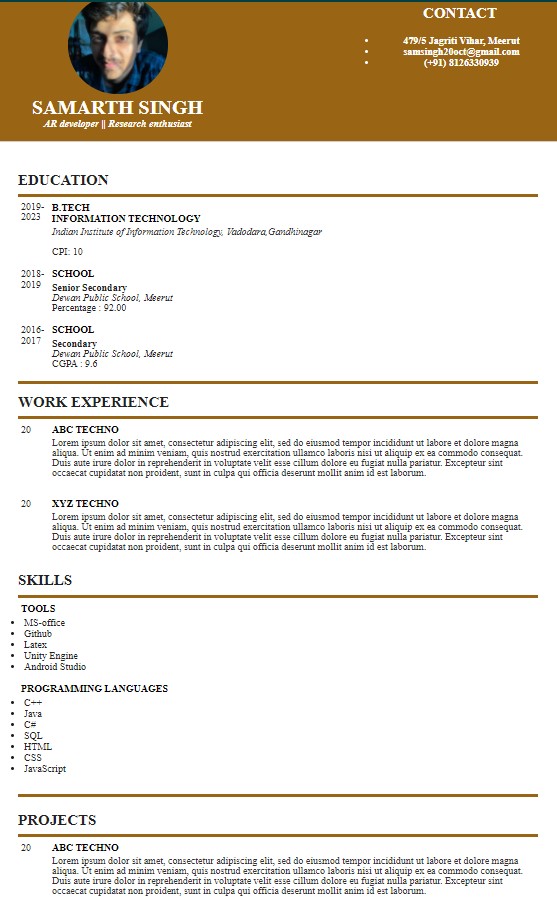 CONTACT
• 479/5 Jagriti Vihar, Meerut
• samsingh20oct@gmail.com
• (+91) 8126330939
SAMARTH SINGH
AR developer || Research enthusiast
EDUCATION
2019-2023 B.TECH
INFORMATION TECHNOLOGY
Indian Institute of Information Technology, Vadodara,Gandhinagar
CPI: 10
2018-2019 SCHOOL
Senior Secondary
Dewan Public School, Meerut
Percentage : 92.00
2016-2017 SCHOOL
Secondary
Dewan Public School, Meerut
CGPA : 9.6
WORK EXPERIENCE
20 ABC TECHNO
Lorem ipsum dolor sit amet, consectetur adipiscing elit, sed do eiusmod tempor incididunt ut labore et dolore magna
aliqua. Ut enim ad minim veniam, quis nostrud exercitation ullamco laboris nisi ut aliquip ex ea commodo consequat.
Duis aute irure dolor in reprehenderit in voluptate velit esse cillum dolore eu fugiat nulla pariatur. Excepteur sint
occaecat cupidatat non proident, sunt in culpa qui officia deserunt mollit anim id est laborum.
20 XYZ TECHNO
Lorem ipsum dolor sit amet, consectetur adipiscing elit, sed do eiusmod tempor incididunt ut labore et dolore magna
aliqua. Ut enim ad minim veniam, quis nostrud exercitation ullamco laboris nisi ut aliquip ex ea commodo consequat.
Duis aute irure dolor in reprehenderit in voluptate velit esse cillum dolore eu fugiat nulla pariatur. Excepteur sint
occaecat cupidatat non proident, sunt in culpa qui officia deserunt mollit anim id est laborum.
SKILLS
TOOLS
• MS-office
• Github
• Latex
• Unity Engine
• Android Studio
PROGRAMMING LANGUAGES
• C++
• Java
• C#
• SQL
• HTML
• CSS
• JavaScript
PROJECTS
20 ABC TECHNO
Lorem ipsum dolor sit amet, consectetur adipiscing elit, sed do eiusmod tempor incididunt ut labore et dolore magna
aliqua. Ut enim ad minim veniam, quis nostrud exercitation ullamco laboris nisi ut aliquip ex ea commodo consequat.
Duis aute irure dolor in reprehenderit in voluptate velit esse cillum dolore eu fugiat nulla pariatur. Excepteur sint
occaecat cupidatat non proident, sunt in culpa qui officia deserunt mollit anim id est laborum.